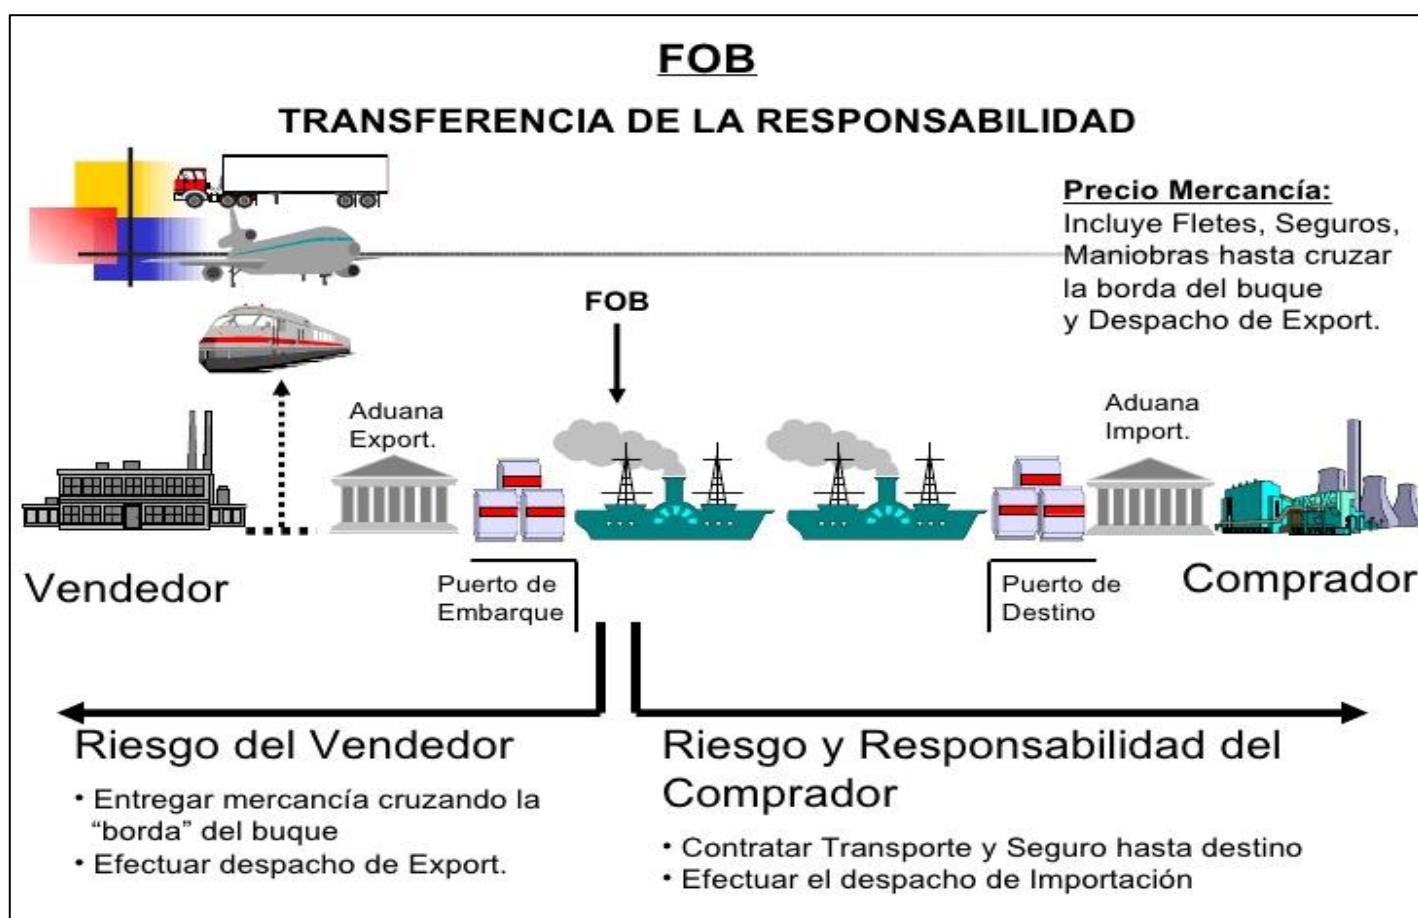 FOB
TRANSFERENCIA DE LA RESPONSABILIDAD
Precio Mercancía:
Incluye Fletes, Seguros,
Maniobras hasta cruzar
la borda del buque
y Despacho de Export.
FOB
Aduana
Export.
Aduana
Import.
Vendedor
Puerto de
Embarque
Puerto de
Destino
Comprador
Riesgo del Vendedor
• Entregar mercancía cruzando la
“borda” del buque
• Efectuar despacho de Export.
Riesgo y Responsabilidad del
Comprador
• Contratar Transporte y Seguro hasta destino
• Efectuar el despacho de Importación